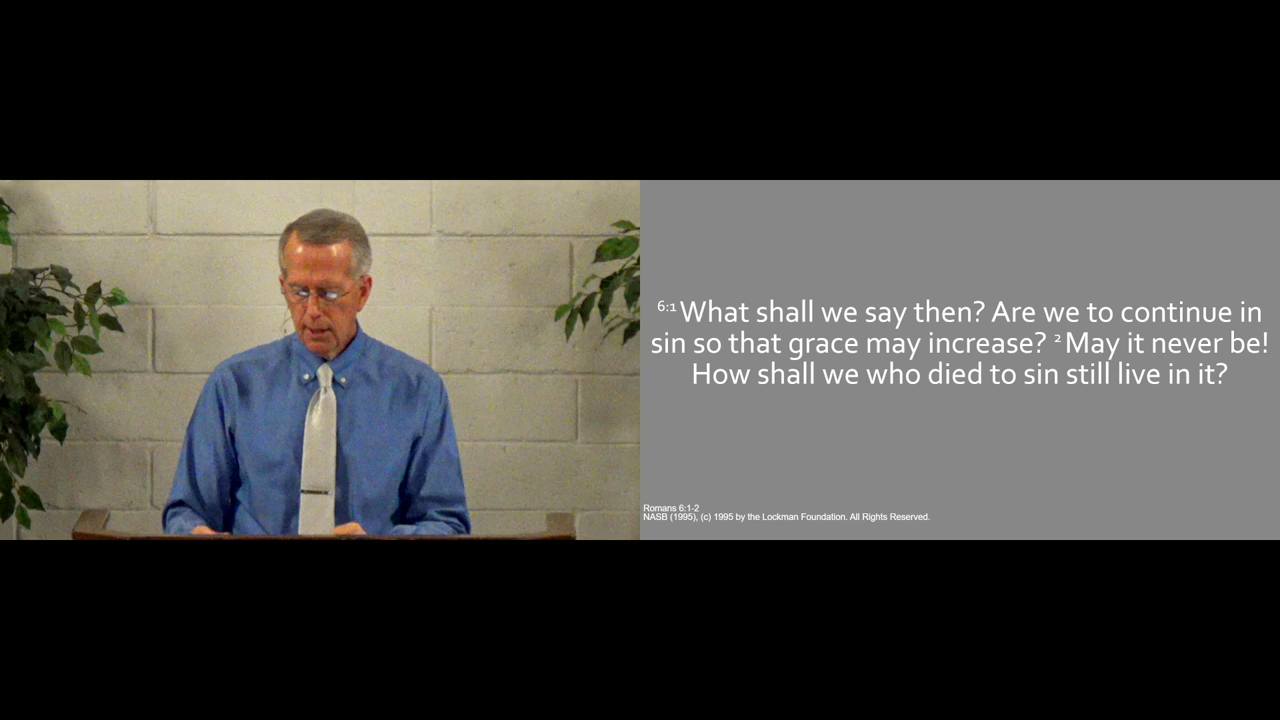 6:1 What shall we say then? Are we to continue in
sin so that grace may increase? 2 May it never be!
How shall we who died to sin still live in it?
Romans 6:1-2
NASB (1995), (c) 1995 by the Lockman Foundation. All Rights Reserved.